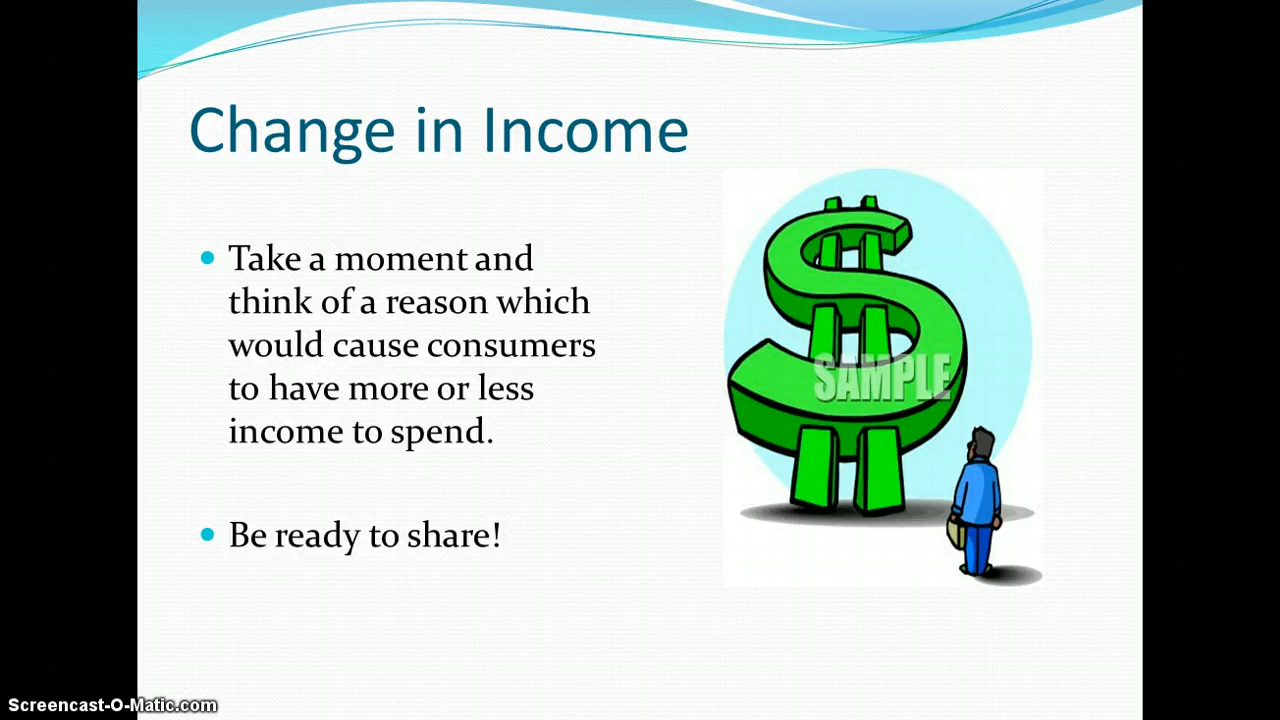 Change in Income
• Take a moment and
think of a reason which
would cause consumers
to have more or less
income to spend.
• Be ready to share!
SAMPLE
Screencast-O-Matic.com